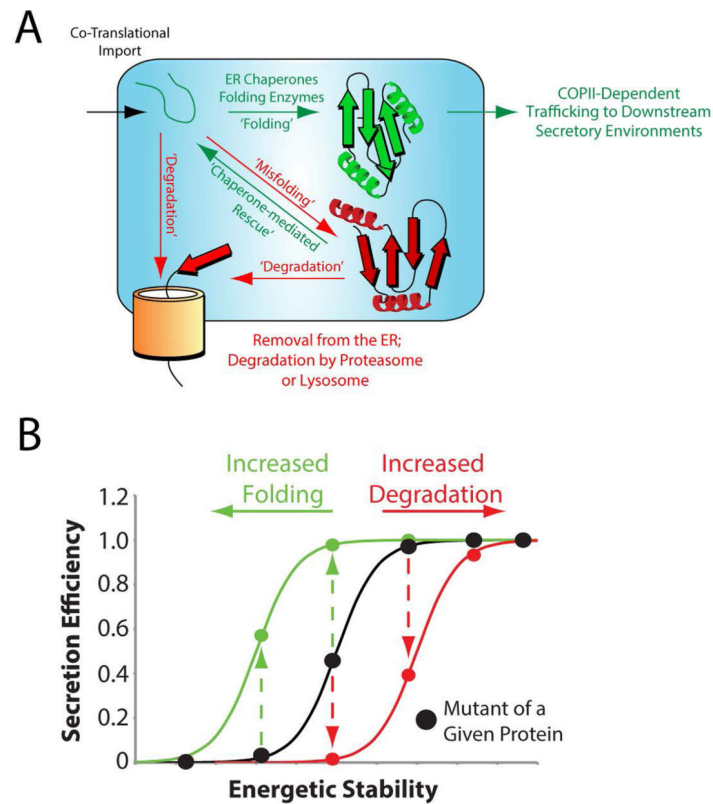 A
Co-Translational
Import
ER Chaperones
Folding Enzymes
'Folding'
COPII-Dependent
Trafficking to Downstream
Secretory Environments
'Degradation'
'Misfolding'
'Chaperone-mediated
Rescue'
'Degradation'
Removal from the ER;
Degradation by Proteasome
or Lysosome
B
Increased
Folding
Increased
Degradation
Secretion Efficiency
1.2
1.0
0.8
0.6
0.4
0.2
0
Mutant of a
Given Protein
Energetic Stability